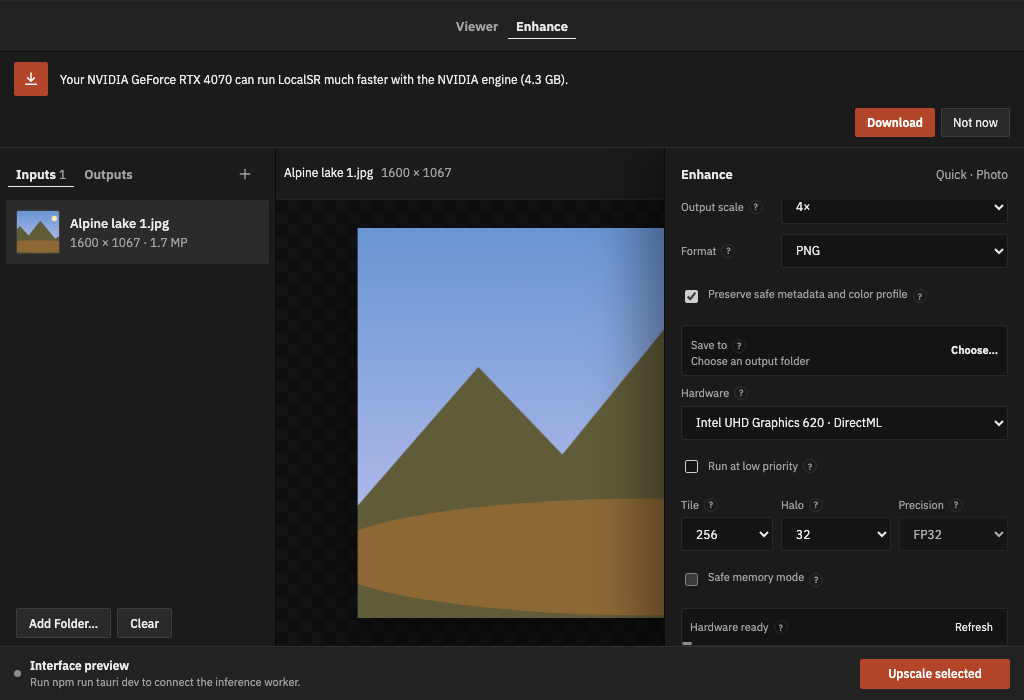 Viewer Enhance
Your NVIDIA GeForce RTX 4070 can run LocalSR much faster with the NVIDIA engine (4.3 GB).
Download Not now
Inputs 1 Outputs +
Alpine lake 1.jpg
1600 × 1067 · 1.7 MP
Add Folder... Clear
Alpine lake 1.jpg 1600 × 1067
Enhance Quick · Photo
Output scale ? 4×
Format ? PNG
Preserve safe metadata and color profile ?
Save to ?
Choose an output folder
Choose...
Hardware ?
Intel UHD Graphics 620 · DirectML
Run at low priority ?
Tile ? Halo ? Precision ?
256 32 FP32
Safe memory mode ?
Hardware ready ? Refresh
Interface preview
Run npm run tauri dev to connect the inference worker.
Upscale selected